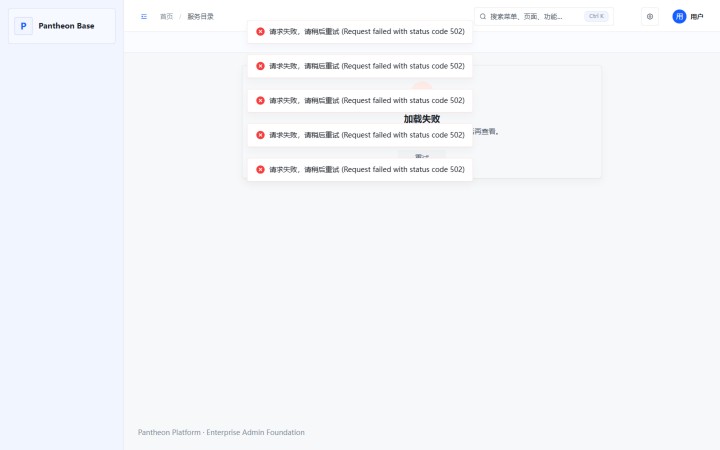 P Pantheon Base
首页 / 服务目录
搜索菜单、页面、功能... Ctrl K
用 用户
请求失败，请稍后重试 (Request failed with status code 502)
请求失败，请稍后重试 (Request failed with status code 502)
请求失败，请稍后重试 (Request failed with status code 502)
加载失败
再查看。
请求失败，请稍后重试 (Request failed with status code 502)
重试
请求失败，请稍后重试 (Request failed with status code 502)
Pantheon Platform · Enterprise Admin Foundation